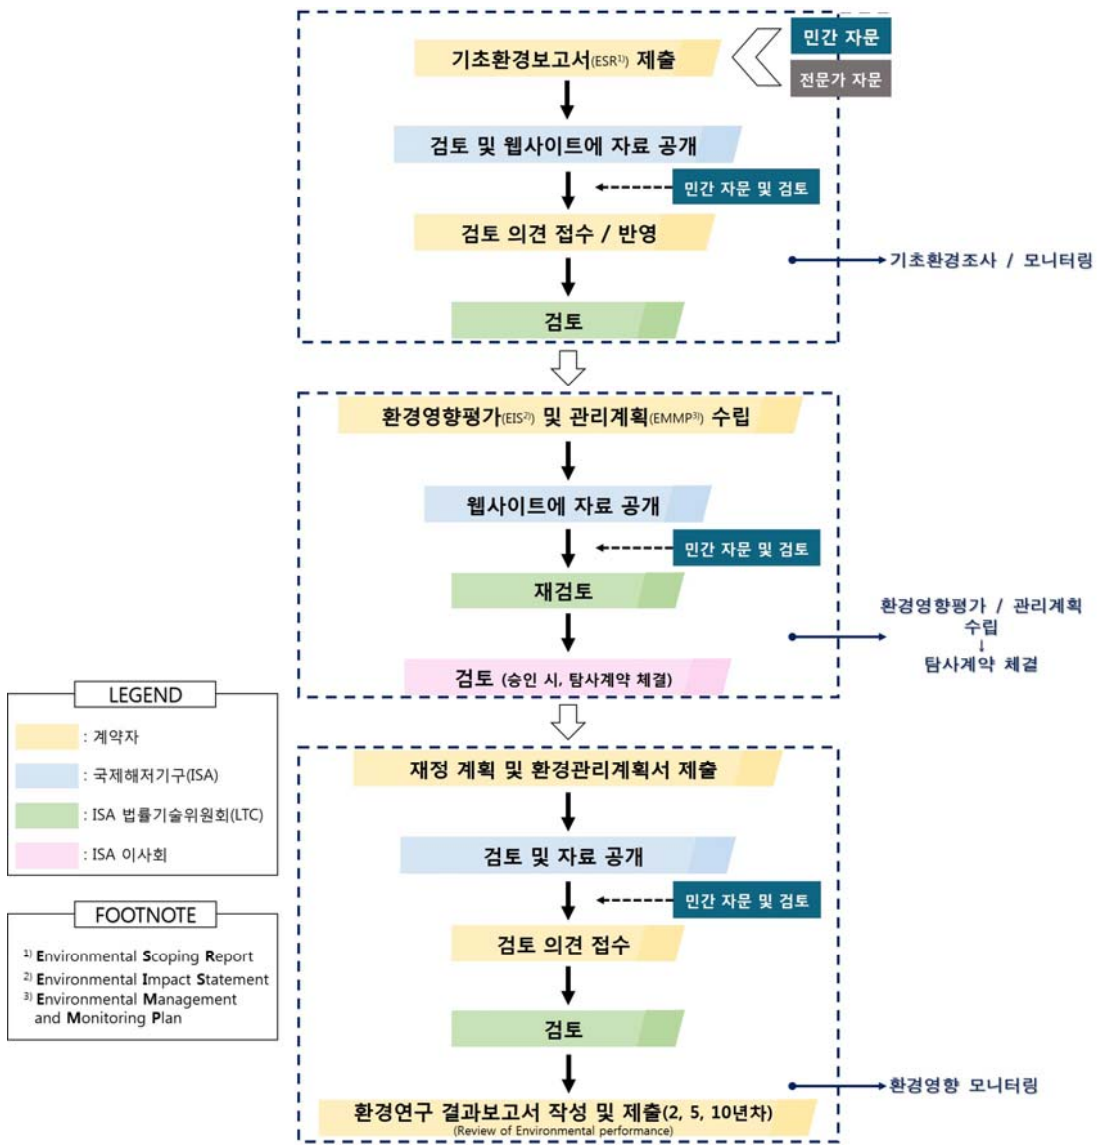 민간 자문
기초환경보고서(ESR¹⁾) 제출
전문가 자문
검토 및 웹사이트에 자료 공개
민간 자문 및 검토
검토 의견 접수 / 반영
기초환경조사 / 모니터링
검토
환경영향평가(EIS²⁾) 및 관리계획(EMMP³⁾) 수립
웹사이트에 자료 공개
민간 자문 및 검토
재검토
환경영향평가 / 관리계획
수립
↓
탐사계약 체결
검토 (승인 시, 탐사계약 체결)
LEGEND
: 계약자
: 국제해저기구(ISA)
: ISA 법률기술위원회(LTC)
: ISA 이사회
FOOTNOTE
¹⁾ Environmental Scoping Report
²⁾ Environmental Impact Statement
³⁾ Environmental Management
and Monitoring Plan
재정 계획 및 환경관리계획서 제출
검토 및 자료 공개
민간 자문 및 검토
검토 의견 접수
검토
환경영향 모니터링
환경연구 결과보고서 작성 및 제출(2, 5, 10년차)
(Review of Environmental performance)